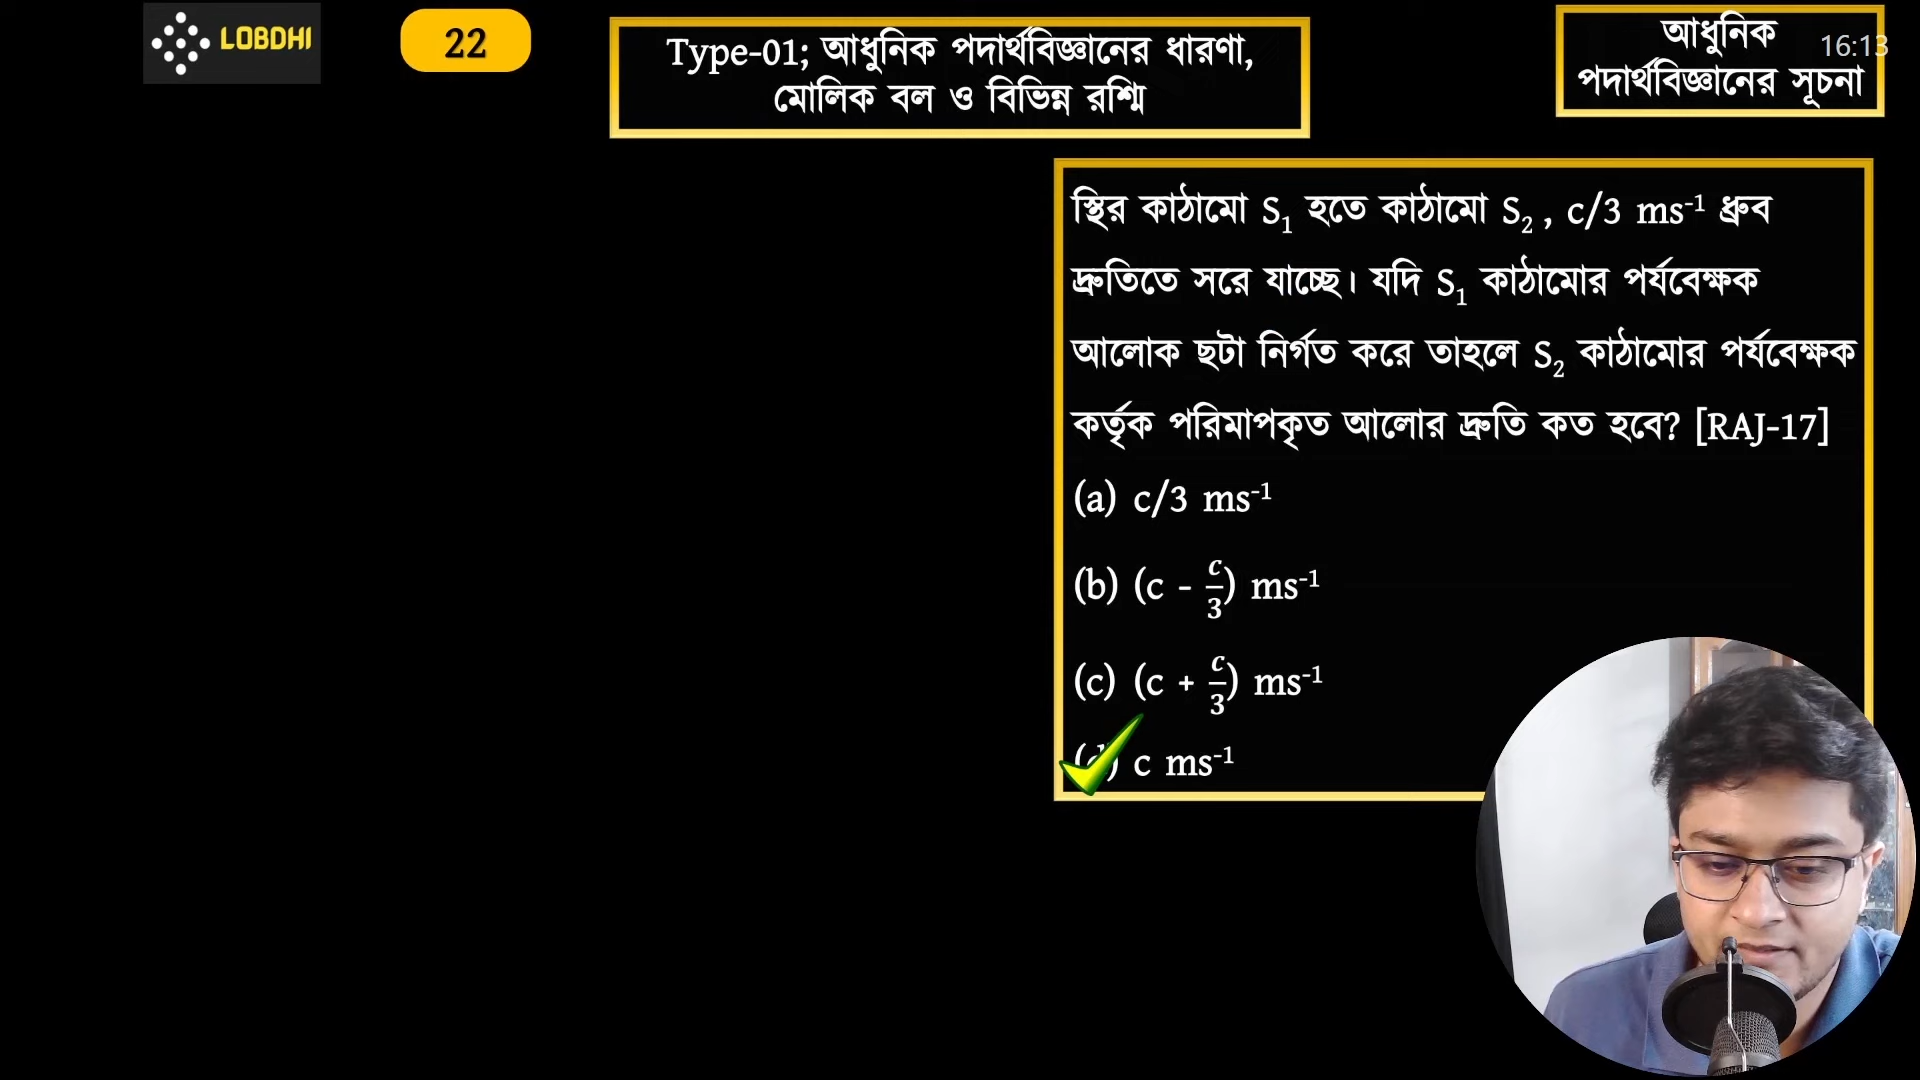 LOBDHI
22
Type-01; আধুনিক পদার্থবিজ্ঞানের ধারণা,
মোলিক বল ও বিভিন্ন রশ্মি
আধুনিক
16:13
পদার্থবিজ্ঞানের সূচনা
স্থির কাঠামো S₁ হতে কাঠামো S₂ , c/3 ms⁻¹ ধ্রুব
দ্রুতিতে সরে যাচ্ছে। যদি S₁ কাঠামোর পর্যবেক্ষক
আলোক ছটা নির্গত করে তাহলে S₂ কাঠামোর পর্যবেক্ষক
কর্তৃক পরিমাপকৃত আলোর দ্রুতি কত হবে? [RAJ-17]
(a) c/3 ms⁻¹
(b) (c - c/3) ms⁻¹
(c) (c + c/3) ms⁻¹
(d) c ms⁻¹